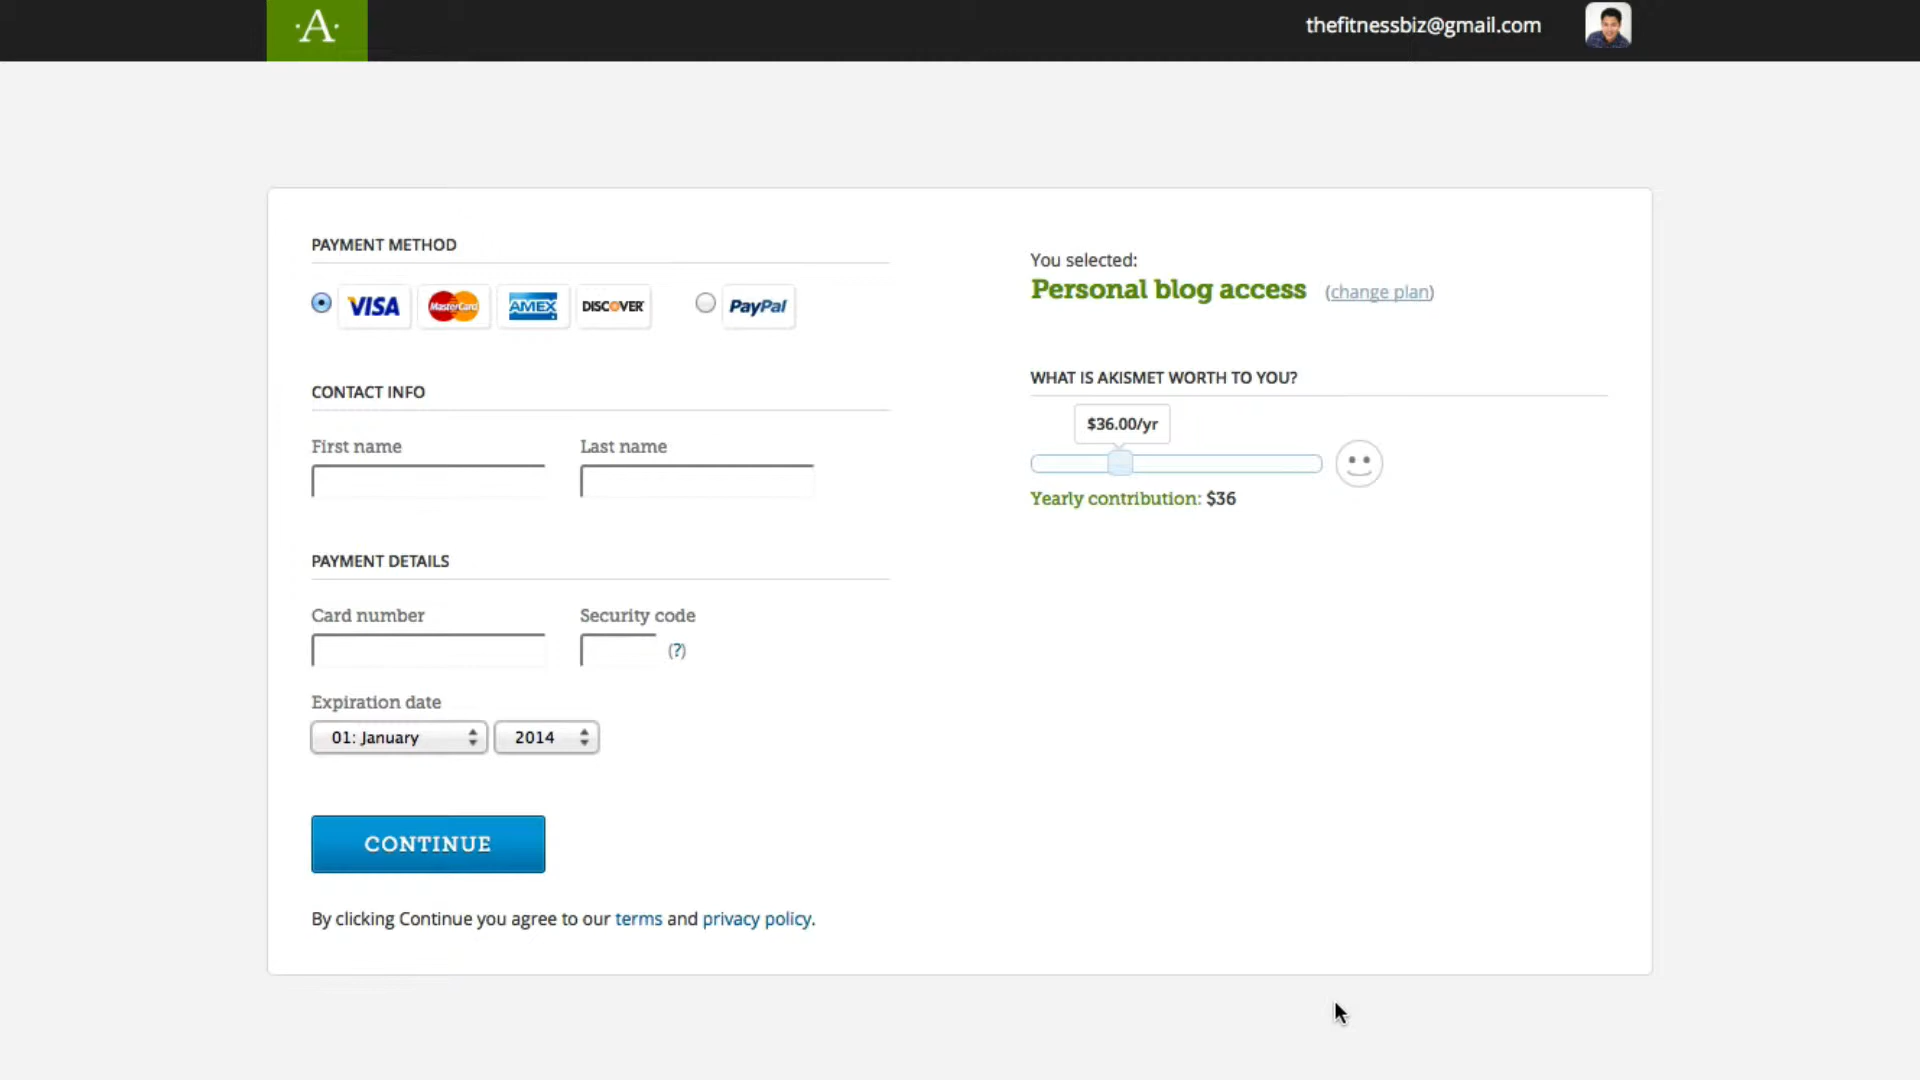 ·A·
thefitnessbiz@gmail.com
PAYMENT METHOD
VISA MasterCard AMEX DISCOVER PayPal
CONTACT INFO
First name Last name
PAYMENT DETAILS
Card number Security code
(?)
Expiration date
01: January 2014
CONTINUE
By clicking Continue you agree to our terms and privacy policy.
You selected:
Personal blog access (change plan)
WHAT IS AKISMET WORTH TO YOU?
$36.00/yr
Yearly contribution: $36